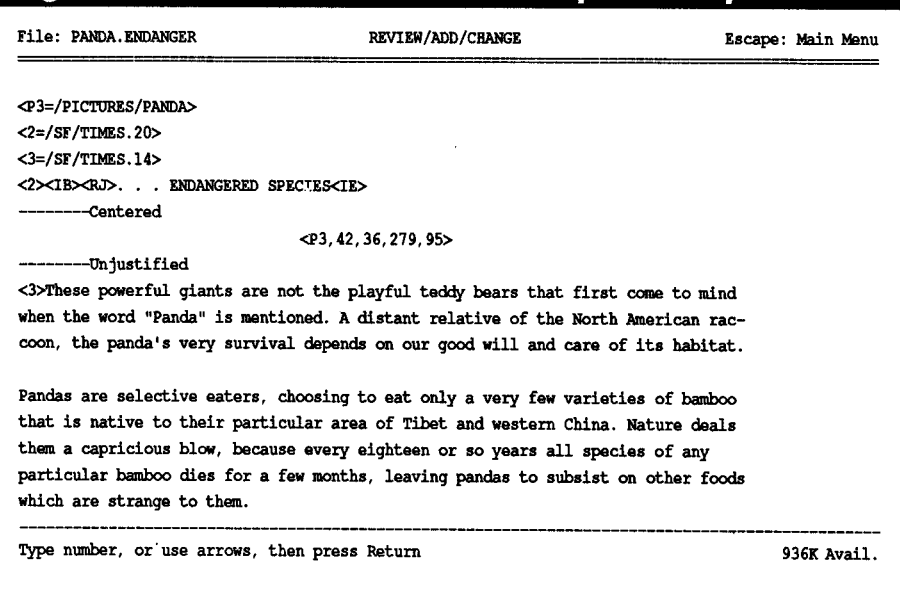 File: PANDA.ENDANGER REVIEW/ADD/CHANGE Escape: Main Menu
<P3=/PICTURES/PANDA>
<2=/SF/TIMES.20>
<3=/SF/TIMES.14>
<2><IB><RJ>. . . ENDANGERED SPECIES<IE>
--------Centered
<P3,42,36,279,95>
--------Unjustified
<3>These powerful giants are not the playful teddy bears that first come to mind
when the word "Panda" is mentioned. A distant relative of the North American rac-
coon, the panda's very survival depends on our good will and care of its habitat.
Pandas are selective eaters, choosing to eat only a very few varieties of bamboo
that is native to their particular area of Tibet and western China. Nature deals
them a capricious blow, because every eighteen or so years all species of any
particular bamboo dies for a few months, leaving pandas to subsist on other foods
which are strange to them.
Type number, or use arrows, then press Return 936K Avail.